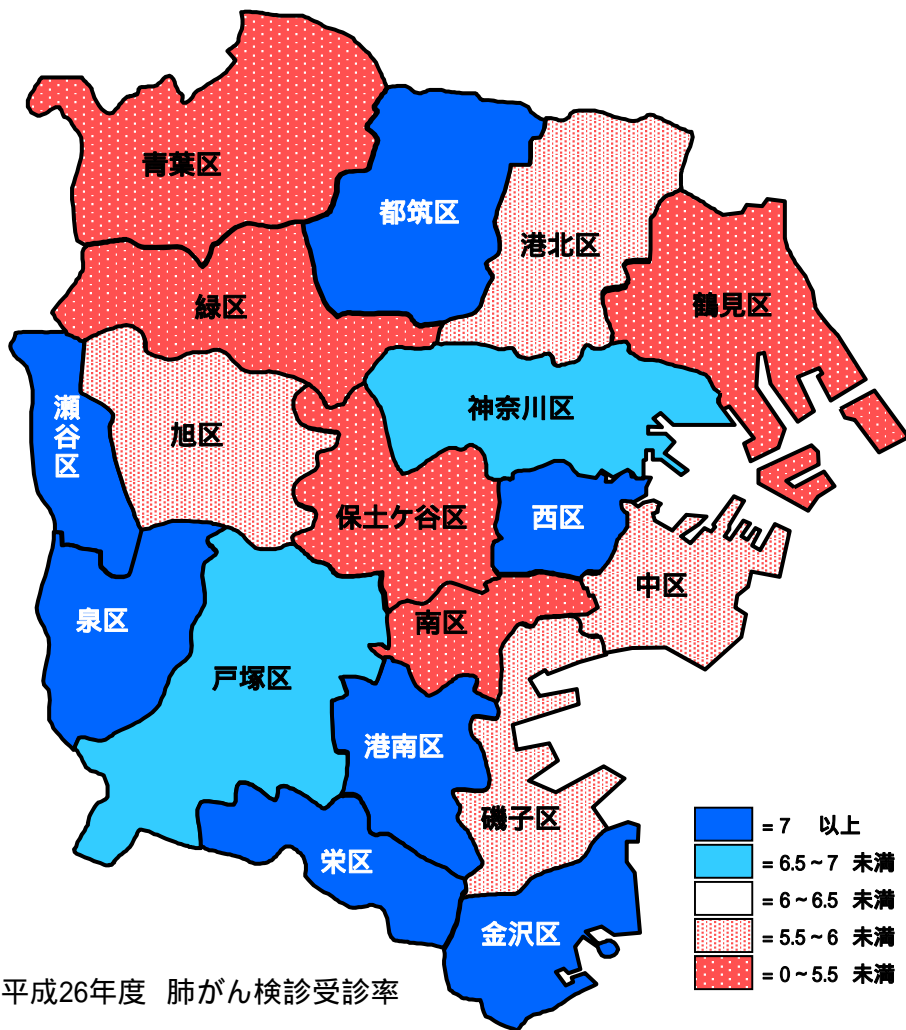 青葉区
都筑区
港北区
緑区
鶴見区
瀬谷区
旭区
神奈川区
保土ケ谷区
西区
中区
泉区
南区
戸塚区
港南区
磯子区
栄区
金沢区
= 7 以上
= 6.5~7 未満
= 6~6.5 未満
= 5.5~6 未満
= 0~5.5 未満
平成26年度 肺がん検診受診率